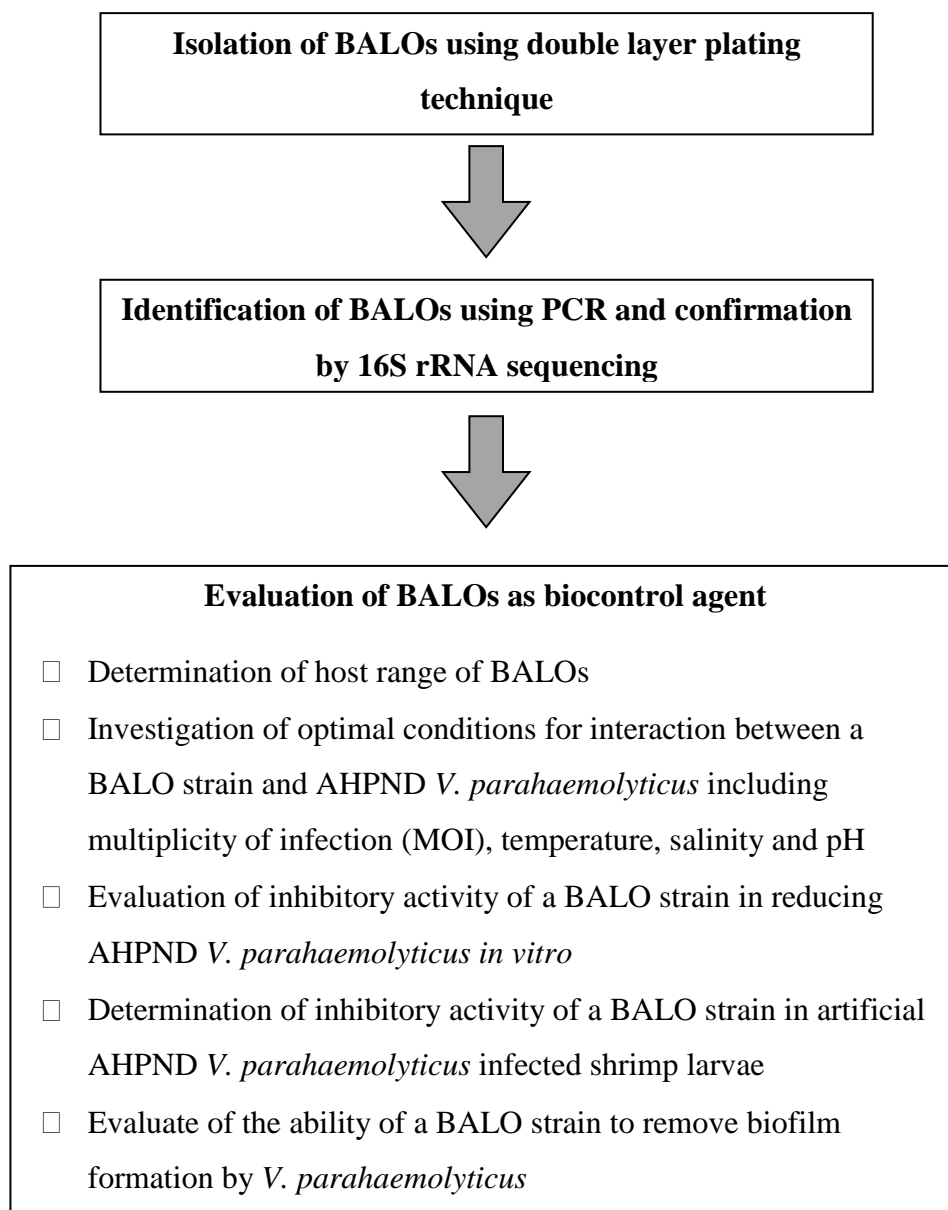 Isolation of BALOs using double layer plating
technique
Identification of BALOs using PCR and confirmation
by 16S rRNA sequencing
Evaluation of BALOs as biocontrol agent
□ Determination of host range of BALOs
□ Investigation of optimal conditions for interaction between a
BALO strain and AHPND V. parahaemolyticus including
multiplicity of infection (MOI), temperature, salinity and pH
□ Evaluation of inhibitory activity of a BALO strain in reducing
AHPND V. parahaemolyticus in vitro
□ Determination of inhibitory activity of a BALO strain in artificial
AHPND V. parahaemolyticus infected shrimp larvae
□ Evaluate of the ability of a BALO strain to remove biofilm
formation by V. parahaemolyticus